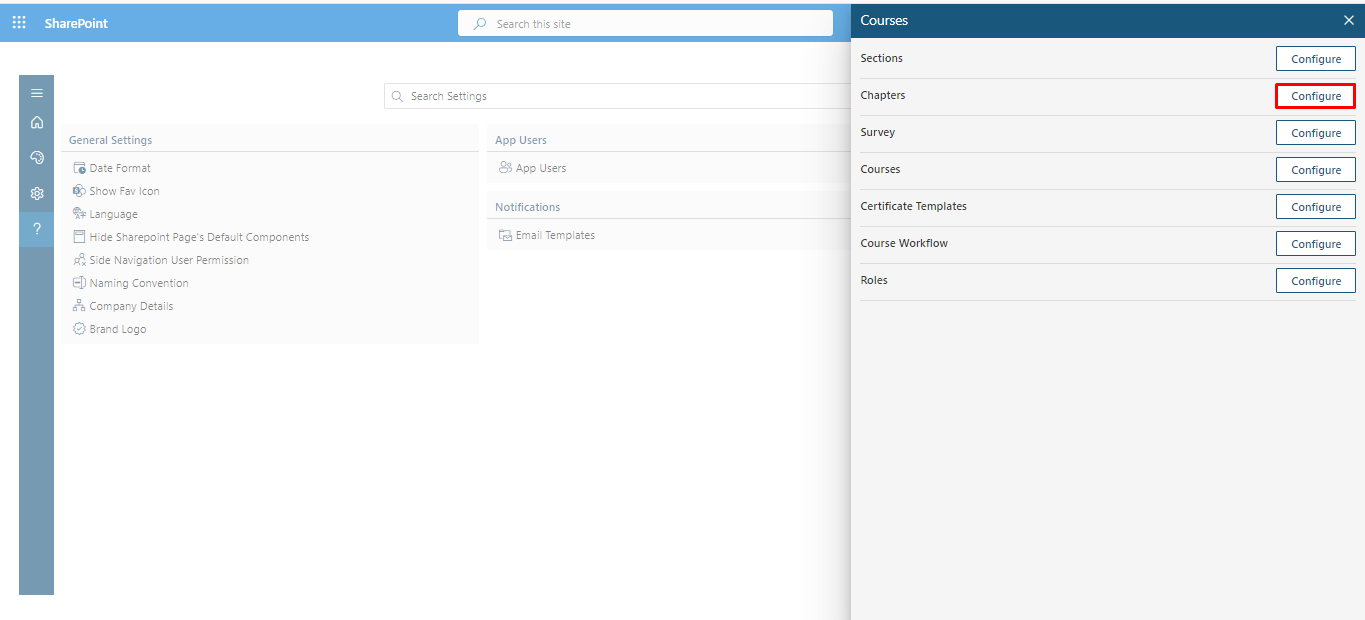 SharePoint
Search this site
Search Settings
General Settings
Date Format
Show Fav Icon
Language
Hide Sharepoint Page's Default Components
Side Navigation User Permission
Naming Convention
Company Details
Brand Logo
App Users
App Users
Notifications
Email Templates
Courses
Sections Configure
Chapters Configure
Survey Configure
Courses Configure
Certificate Templates Configure
Course Workflow Configure
Roles Configure